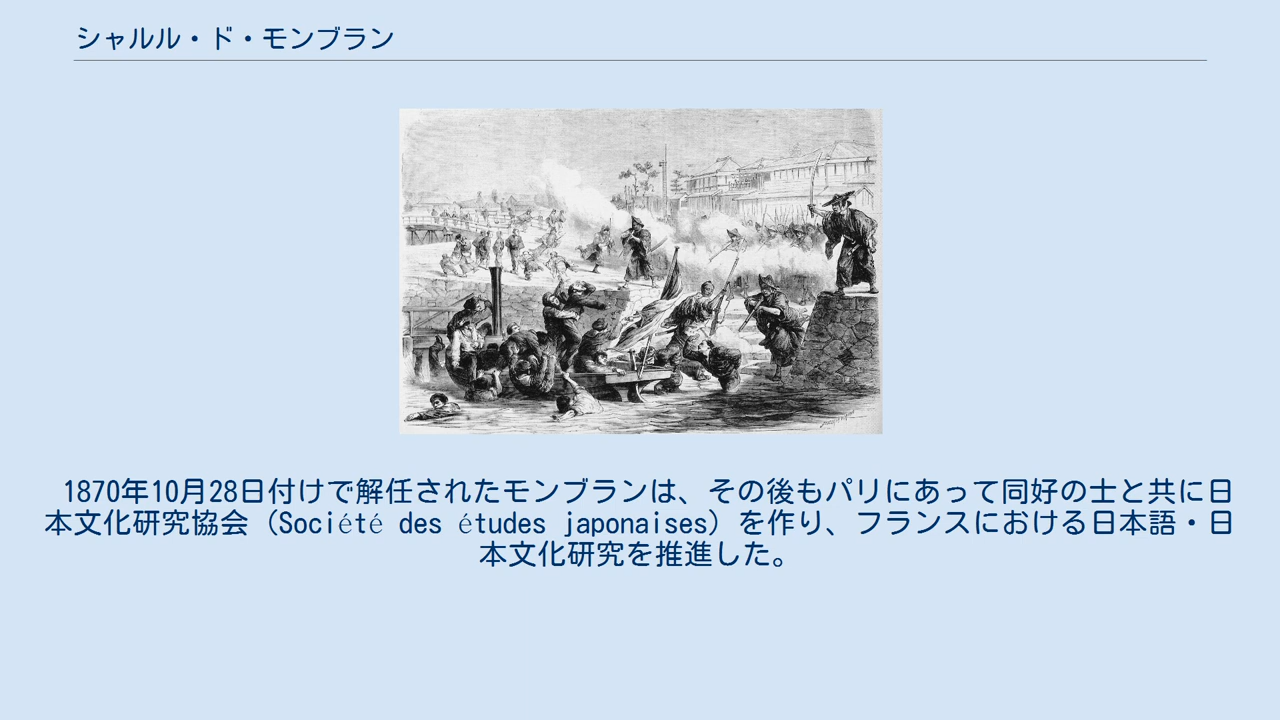 シャルル・ド・モンブラン
1870年10月28日付けで解任されたモンブランは、その後もパリにあって同好の士と共に日
本文化研究協会（Société des études japonaises）を作り、フランスにおける日本語・日
本文化研究を推進した。